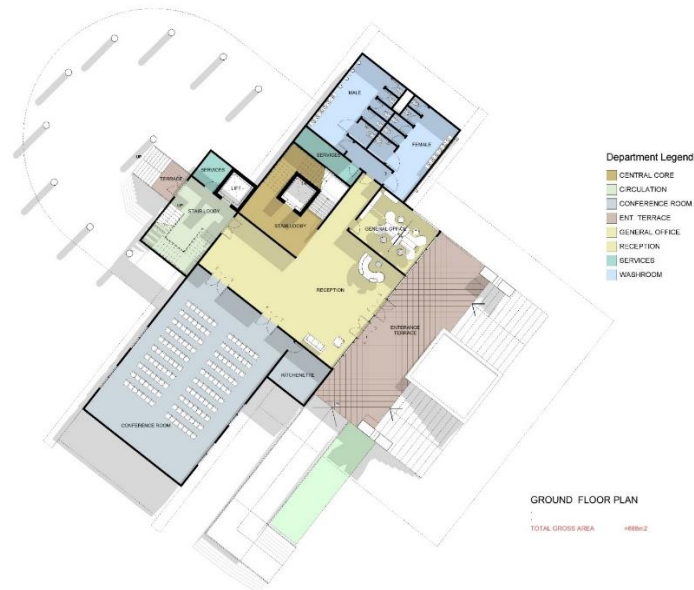 MALE
FEMALE
SERVICES
UP
SERVICES
TERRACE
LIFT
UP
STAIR LOBBY
STAIR LOBBY
GENERAL OFFICE
RECEPTION
ENTERANCE
TERRACE
KITCHENETTE
CONFERENCE ROOM
Department Legend
CENTRAL CORE
CIRCULATION
CONFERENCE ROOM
ENT. TERRACE
GENERAL OFFICE
RECEPTION
SERVICES
WASHROOM
GROUND FLOOR PLAN
:
:
TOTAL GROSS AREA